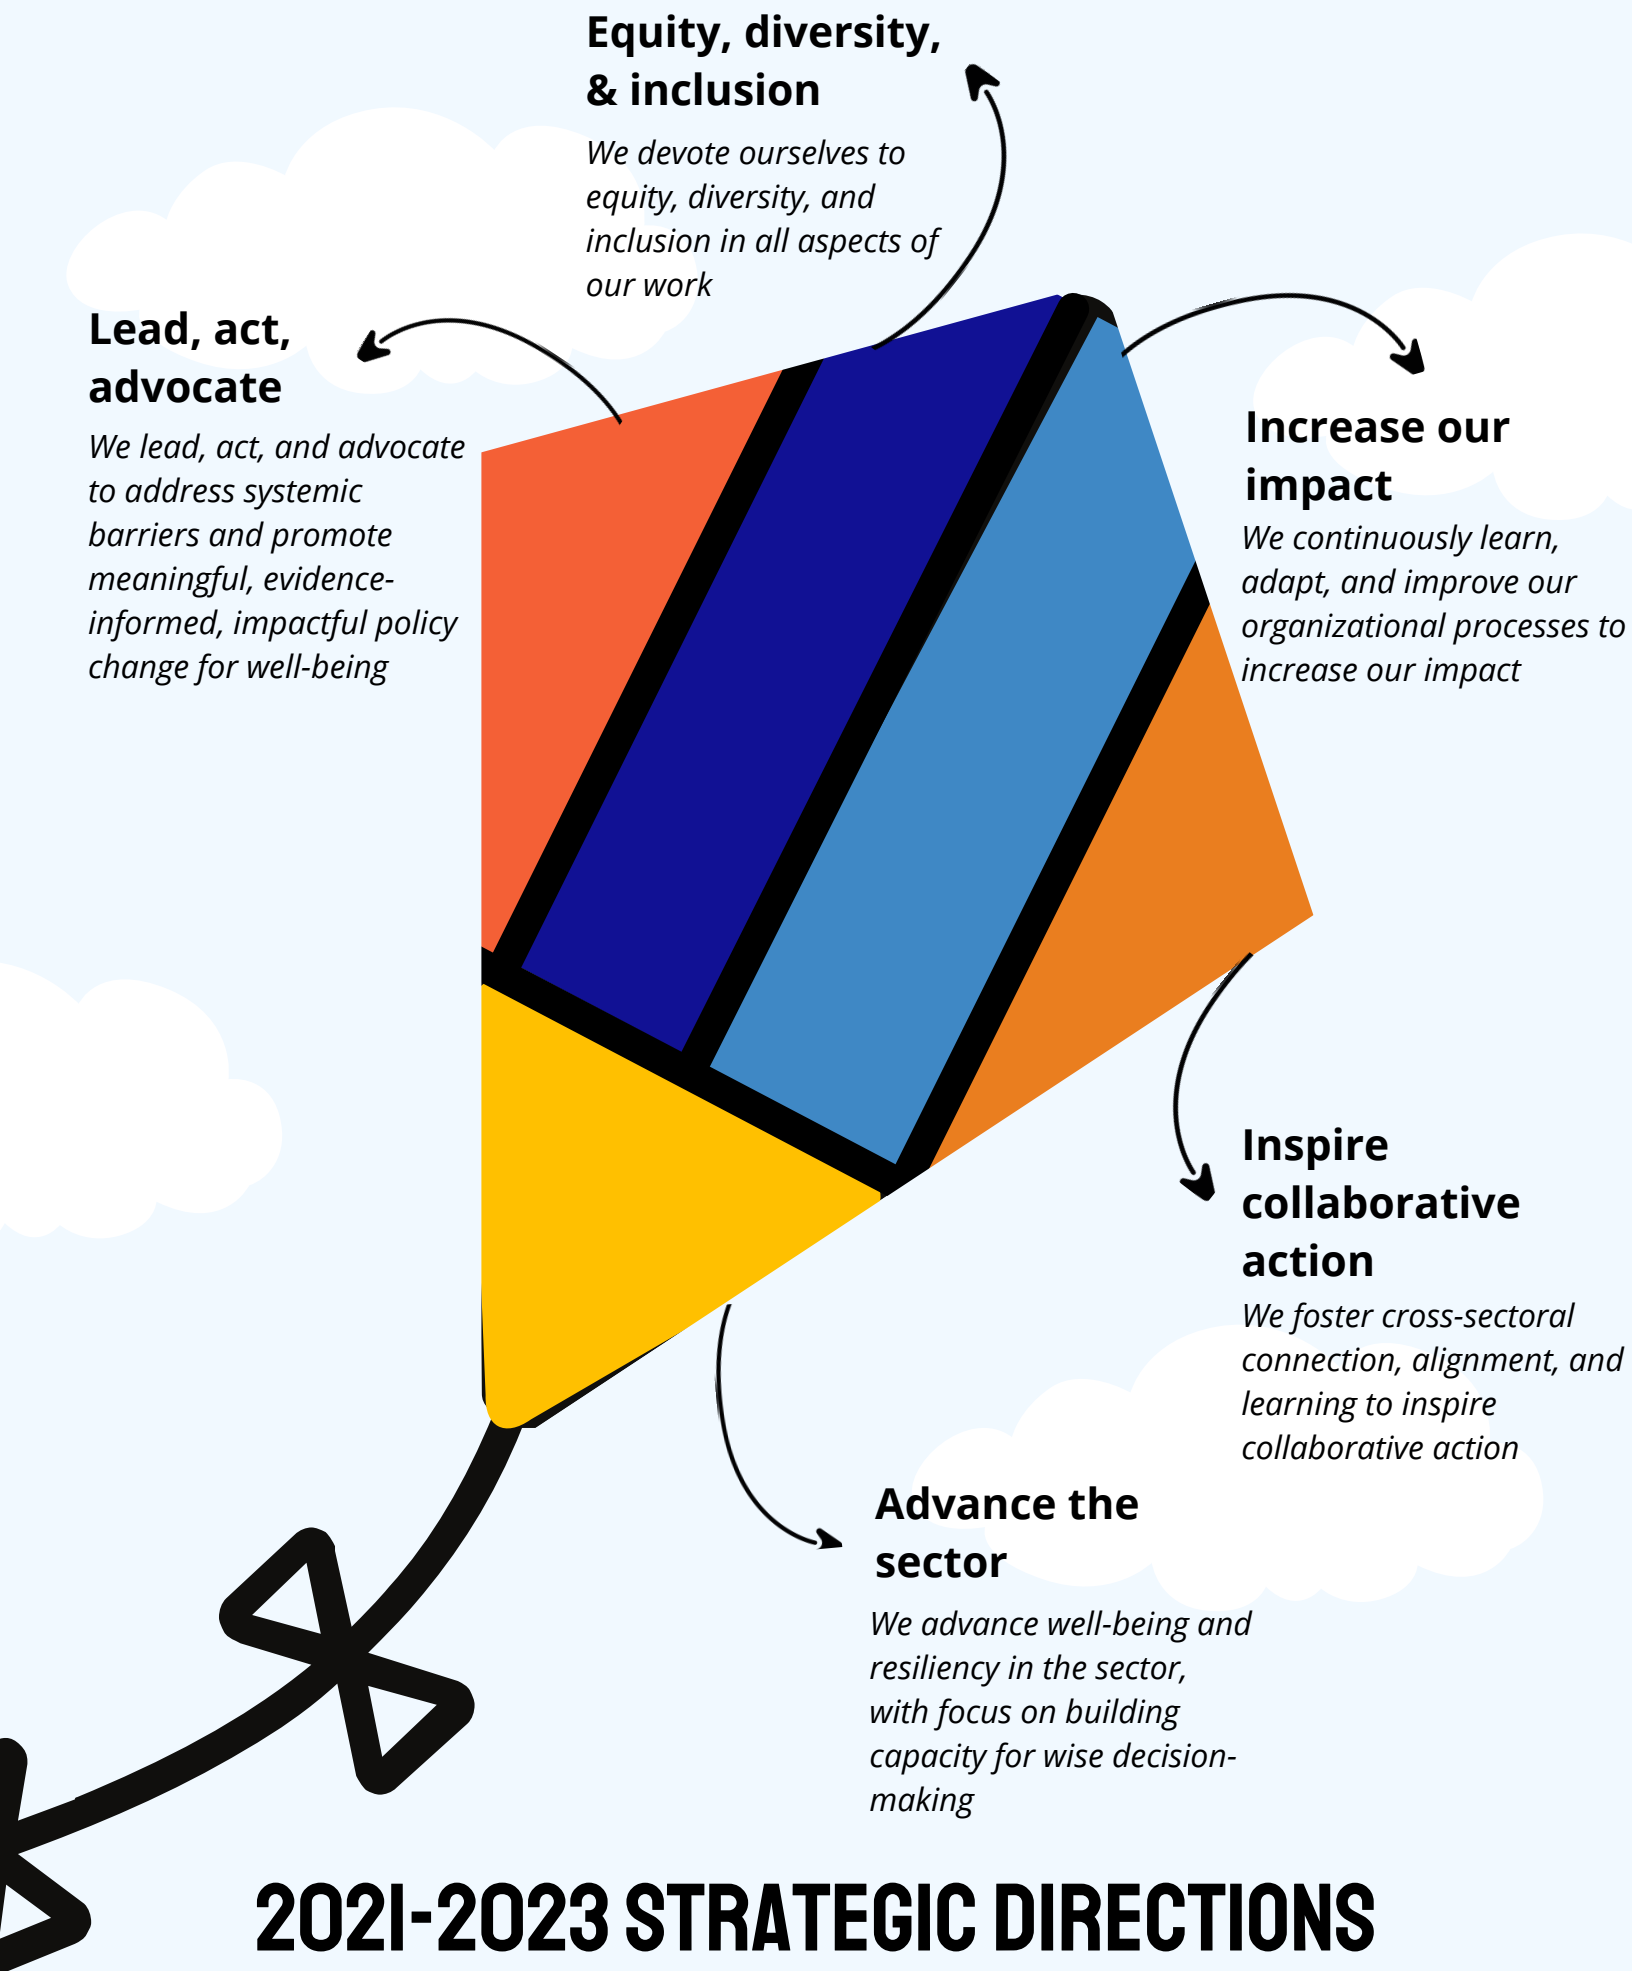 Equity, diversity,
& inclusion
We devote ourselves to
equity, diversity, and
inclusion in all aspects of
our work
Lead, act,
advocate
We lead, act, and advocate
to address systemic
barriers and promote
meaningful, evidence-
informed, impactful policy
change for well-being
Increase our
impact
We continuously learn,
adapt, and improve our
organizational processes to
increase our impact
Inspire
collaborative
action
We foster cross-sectoral
connection, alignment, and
learning to inspire
collaborative action
Advance the
sector
We advance well-being and
resiliency in the sector,
with focus on building
capacity for wise decision-
making
2021-2023 STRATEGIC DIRECTIONS